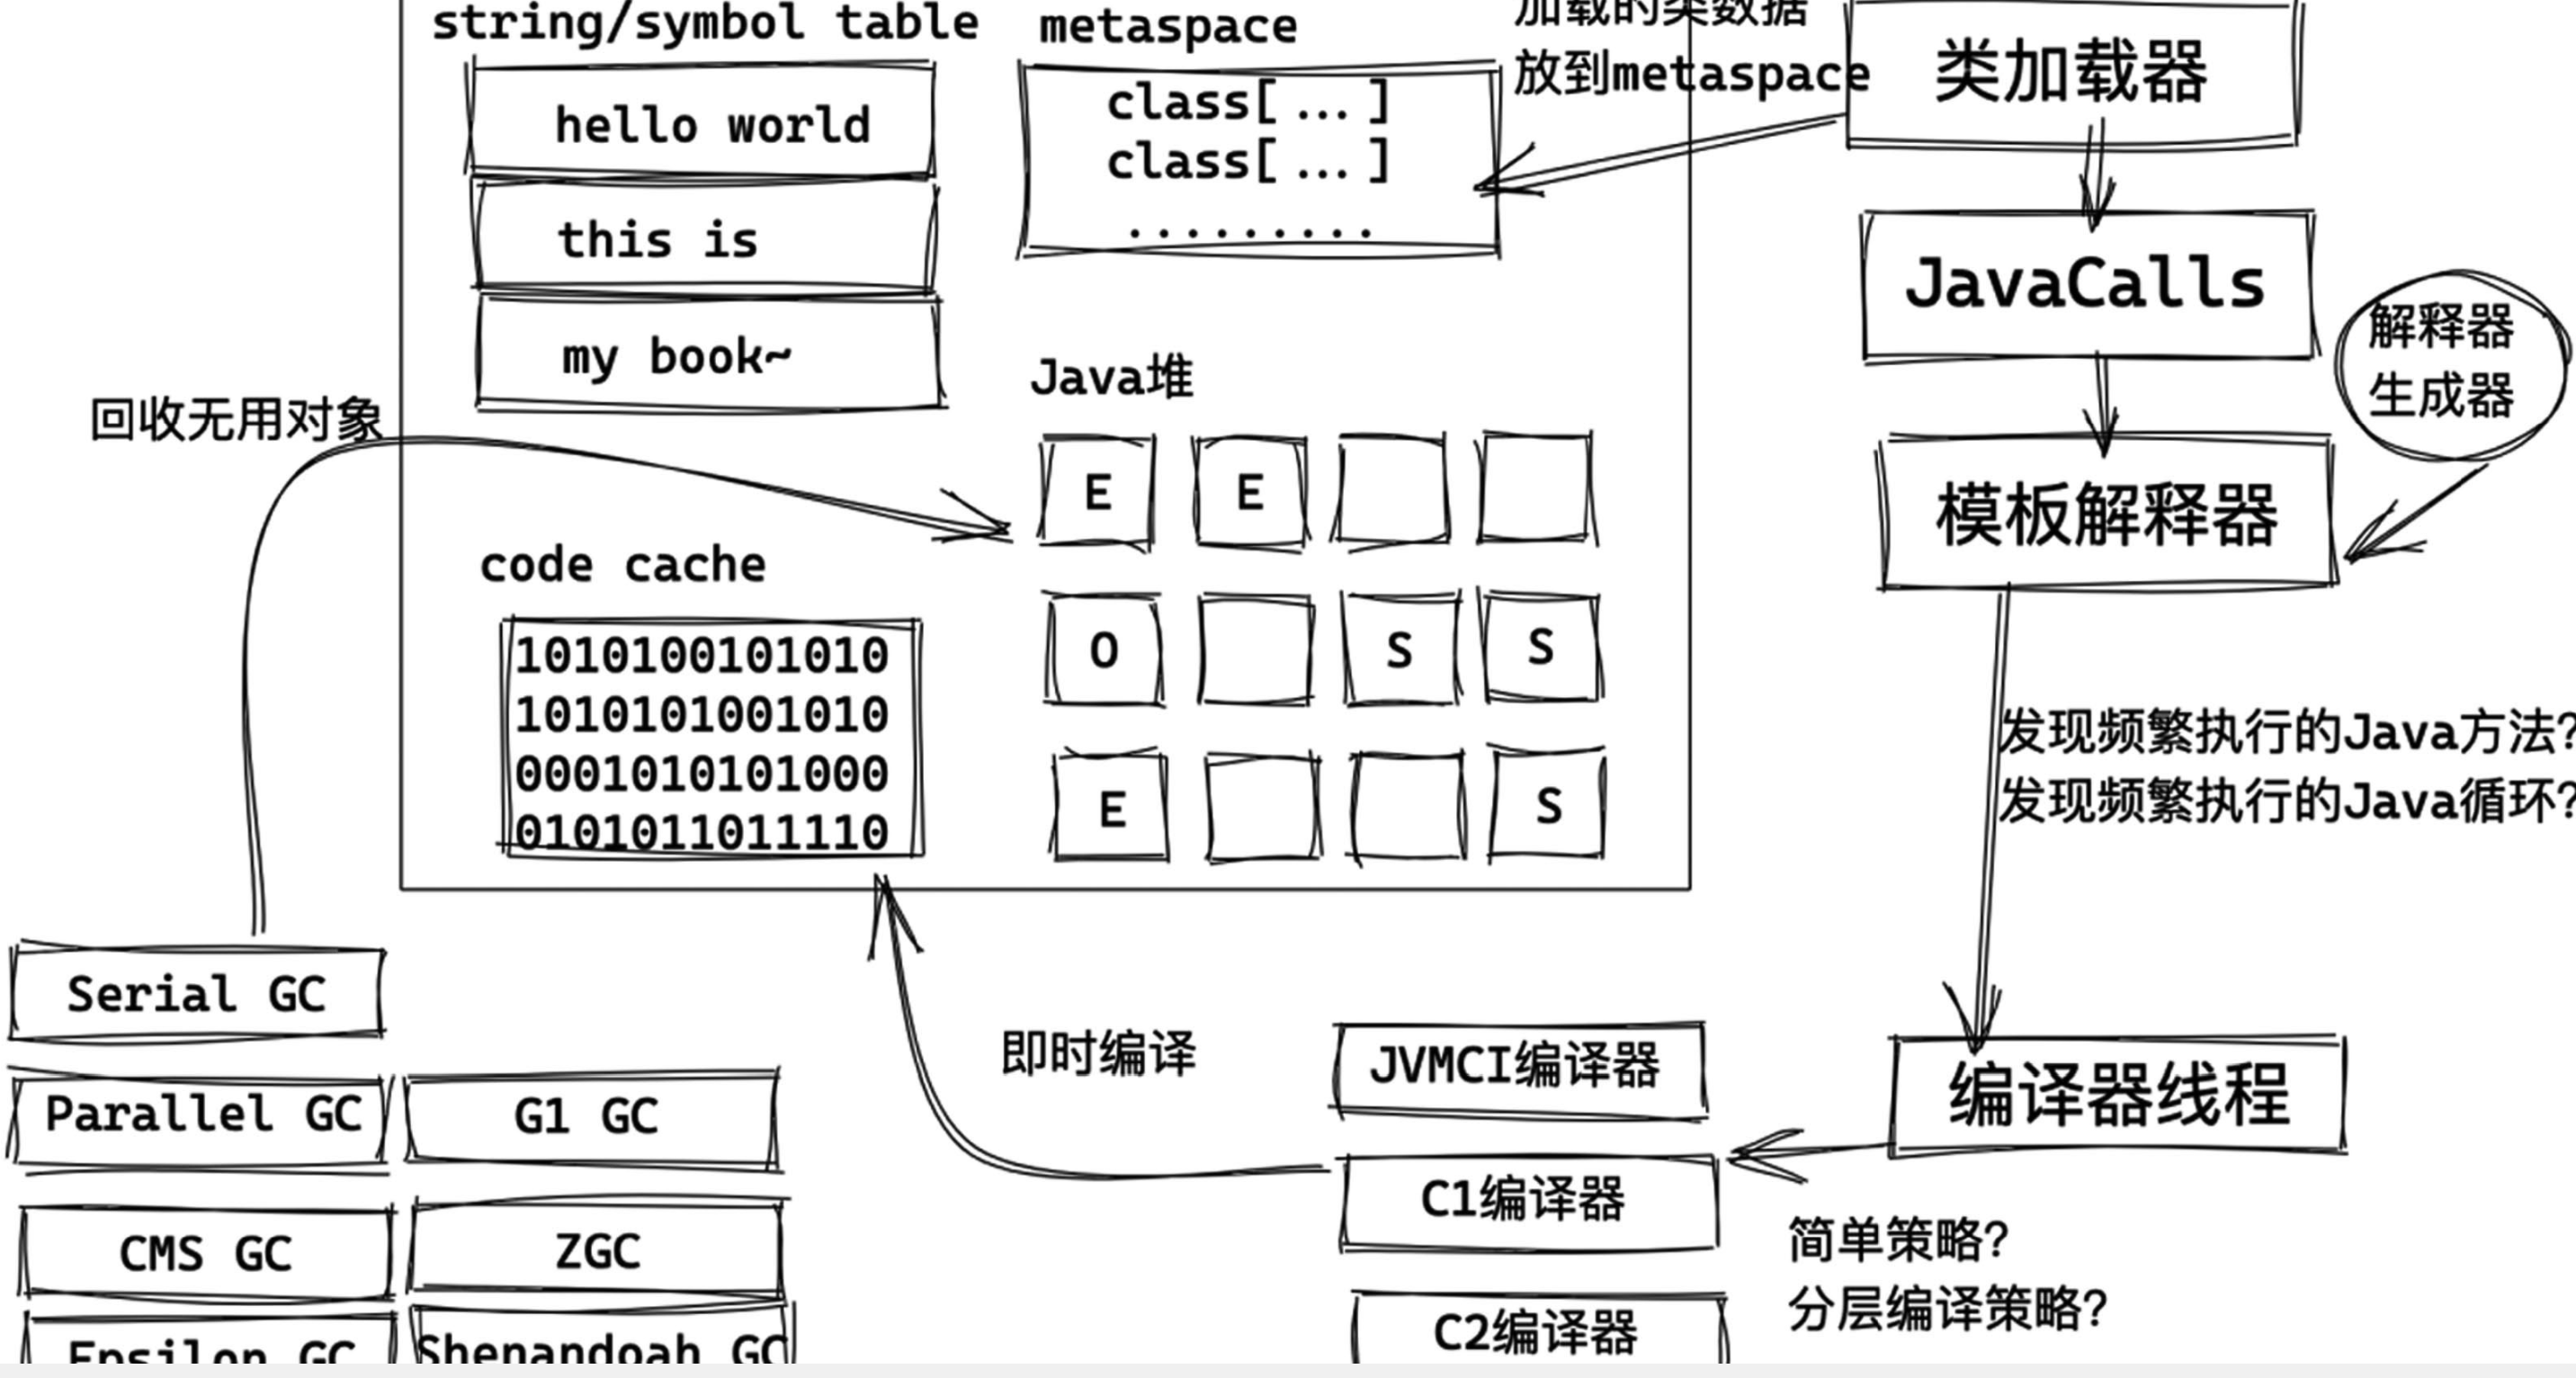 string/symbol table
hello world
this is
my book~
metaspace
class[ ... ]
class[ ... ]
.........
加载的类数据
放到metaspace
类加载器
JavaCalls
解释器
生成器
模板解释器
回收无用对象
Java堆
E
E
O
S
S
E
S
code cache
1010100101010
1010101001010
0001010101000
0101011011110
发现频繁执行的Java方法?
发现频繁执行的Java循环?
编译器线程
简单策略?
分层编译策略?
即时编译
JVMCI编译器
C1编译器
C2编译器
Serial GC
Parallel GC
G1 GC
CMS GC
ZGC
Epsilon GC
Shenandoah GC